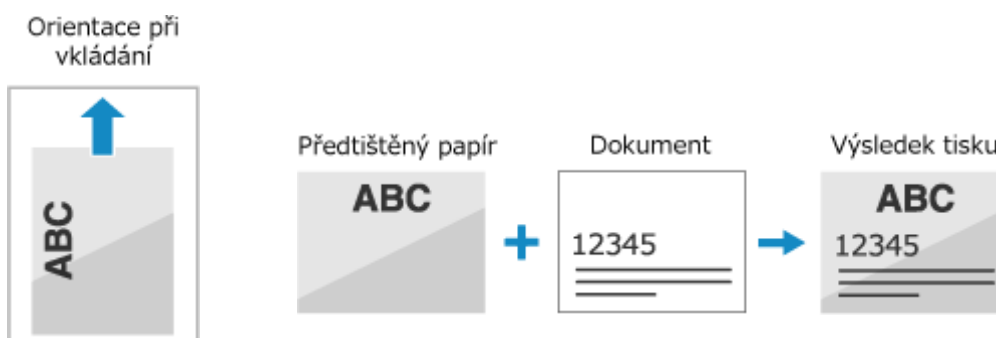 Orientace při
vkládání
ABC
Předtištěný papír
ABC
Dokument
12345
Výsledek tisku
ABC
12345